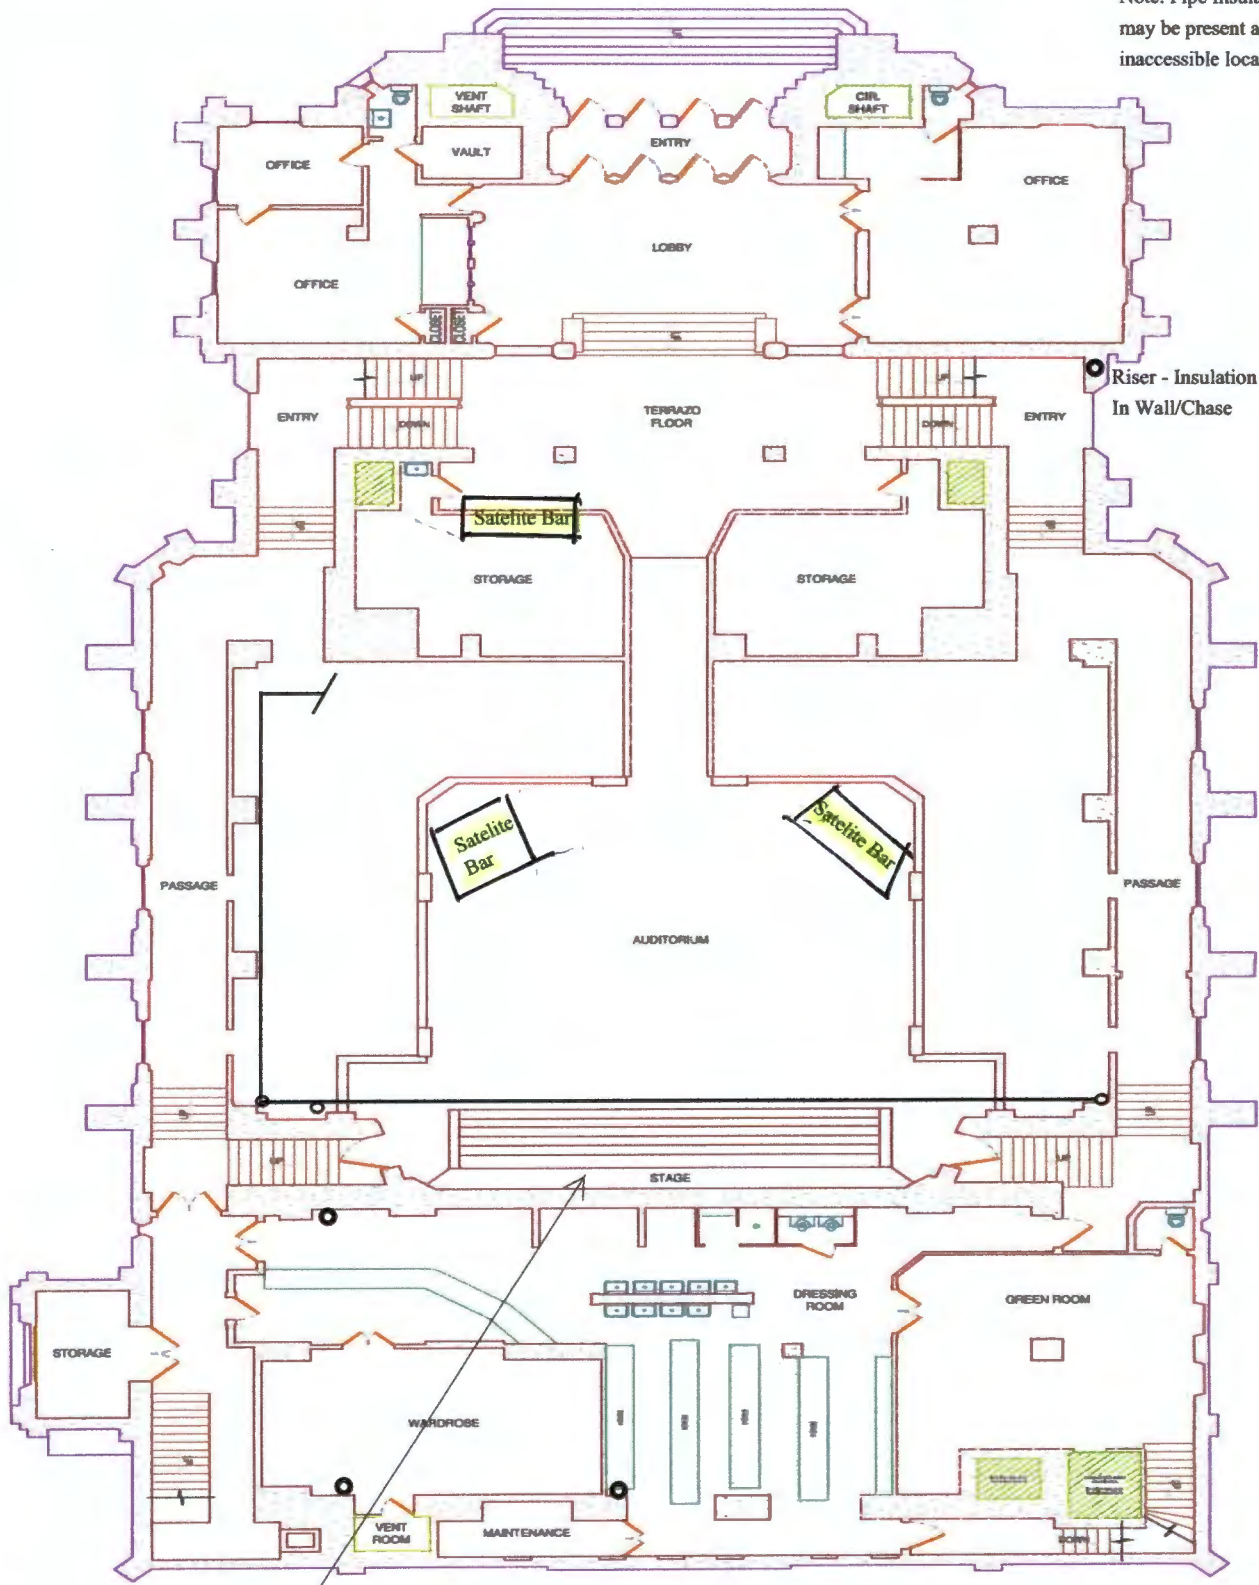 Note: Pipe Insul
may be present a
inaccessible loca
VENT
SHAFT
CIR.
SHAFT
OFFICE
VAULT
ENTRY
OFFICE
LOBBY
OFFICE
CLOSET
CLOSET
UP
UP
Riser - Insulation
In Wall/Chase
ENTRY
DOWN
TERRAZO
FLOOR
DOWN
ENTRY
Satelite Bar
STORAGE
STORAGE
Satelite
Bar
Satelite Bar
PASSAGE
PASSAGE
AUDITORIUM
UP
UP
UP
UP
STAGE
DRESSING
ROOM
GREEN ROOM
STORAGE
WARDROBE
VENT
ROOM
MAINTENANCE
DOWN